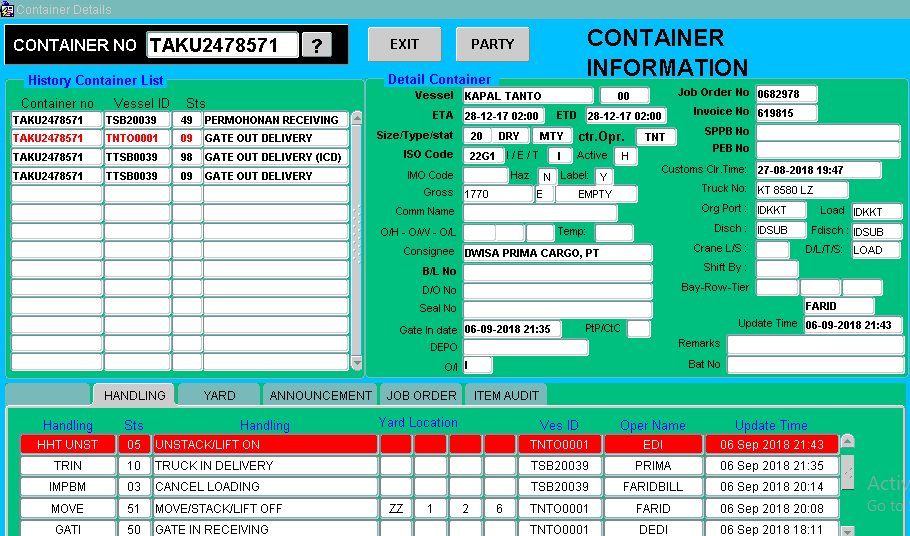 Container Details
CONTAINER NO TAKU2478571 ? EXIT PARTY CONTAINER INFORMATION
History Container List
Container no Vessel ID Sts
TAKU2478571 TSB20039 49 PERMOHONAN RECEIVING
TAKU2478571 TNTO0001 09 GATE OUT DELIVERY
TAKU2478571 TTSB0039 98 GATE OUT DELIVERY (ICD)
TAKU2478571 TTSB0039 09 GATE OUT DELIVERY
Detail Container
Vessel KAPAL TANTO 00
ETA 28-12-17 02:00 ETD 28-12-17 02:00
Size/Type/stat 20 DRY MTY ctr.Opr. TNT
ISO Code 22G1 I / E / T I Active H
IMO Code Haz N Label: Y
Gross 1770 E EMPTY
Comm Name
O/H - O/W - O/L Temp:
Consignee DWISA PRIMA CARGO, PT
B/L No
D/O No
Seal No
Gate In date 06-09-2018 21:35 PtP/CtC
DEPO
O/I I
Job Order No 0682978
Invoice No 619815
SPPB No
PEB No
Customs Clr.Time: 27-08-2018 19:47
Truck No: KT 8580 LZ
Org Port : IDKKT Load IDKKT
Disch : IDSUB Fdisch : IDSUB
Crane L/S : D/L/T/S: LOAD
Shift By :
Bay-Row-Tier
FARID
Update Time 06-09-2018 21:43
Remarks
Bat No
HANDLING YARD ANNOUNCEMENT JOB ORDER ITEM AUDIT
Handling Sts Handling Yard Location Ves ID Oper Name Update Time
HHT UNST 05 UNSTACK/LIFT ON TNTO0001 EDI 06 Sep 2018 21:43
TRIN 10 TRUCK IN DELIVERY TSB20039 PRIMA 06 Sep 2018 21:35
IMPBM 03 CANCEL LOADING TSB20039 FARIDBILL 06 Sep 2018 20:14
MOVE 51 MOVE/STACK/LIFT OFF ZZ 1 2 6 TNTO0001 FARID 06 Sep 2018 20:08
GATI 50 GATE IN RECEIVING TNTO0001 DEDI 06 Sep 2018 18:11
Activ
Go to